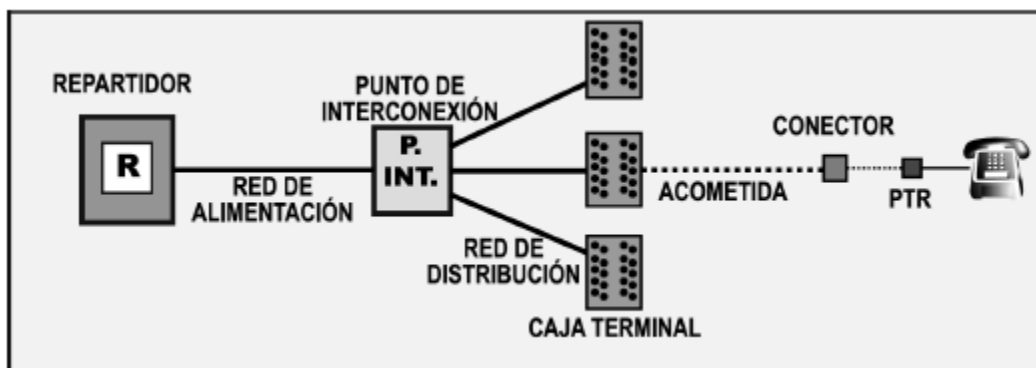 REPARTIDOR
R
RED DE
ALIMENTACIÓN
PUNTO DE
INTERCONEXIÓN
P.
INT.
RED DE
DISTRIBUCIÓN
CAJA TERMINAL
ACOMETIDA
CONECTOR
PTR